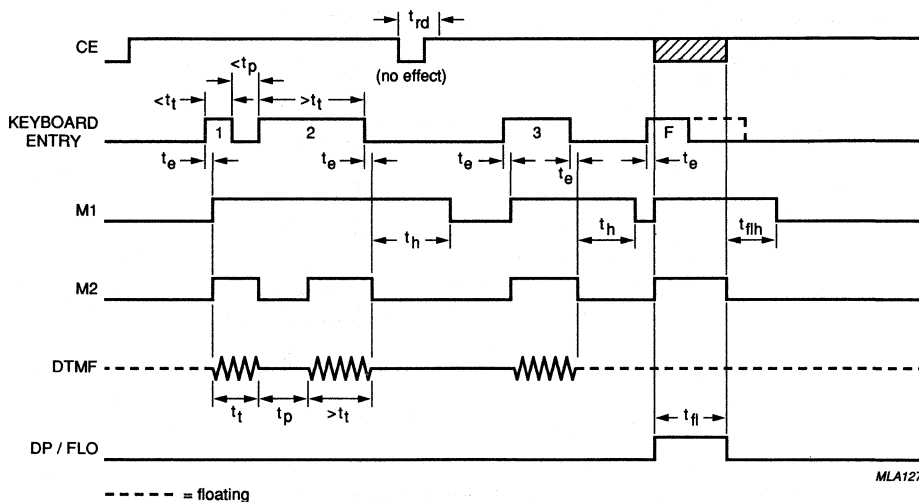 t_rd
CE
(no effect)
<t_p
<t_t
>t_t
KEYBOARD
ENTRY
1
2
3
F
t_e
t_e
t_e
t_e
t_e
M1
t_h
t_h
t_flh
M2
DTMF
t_t
t_p
>t_t
t_fl
DP / FLO
MLA127
= floating